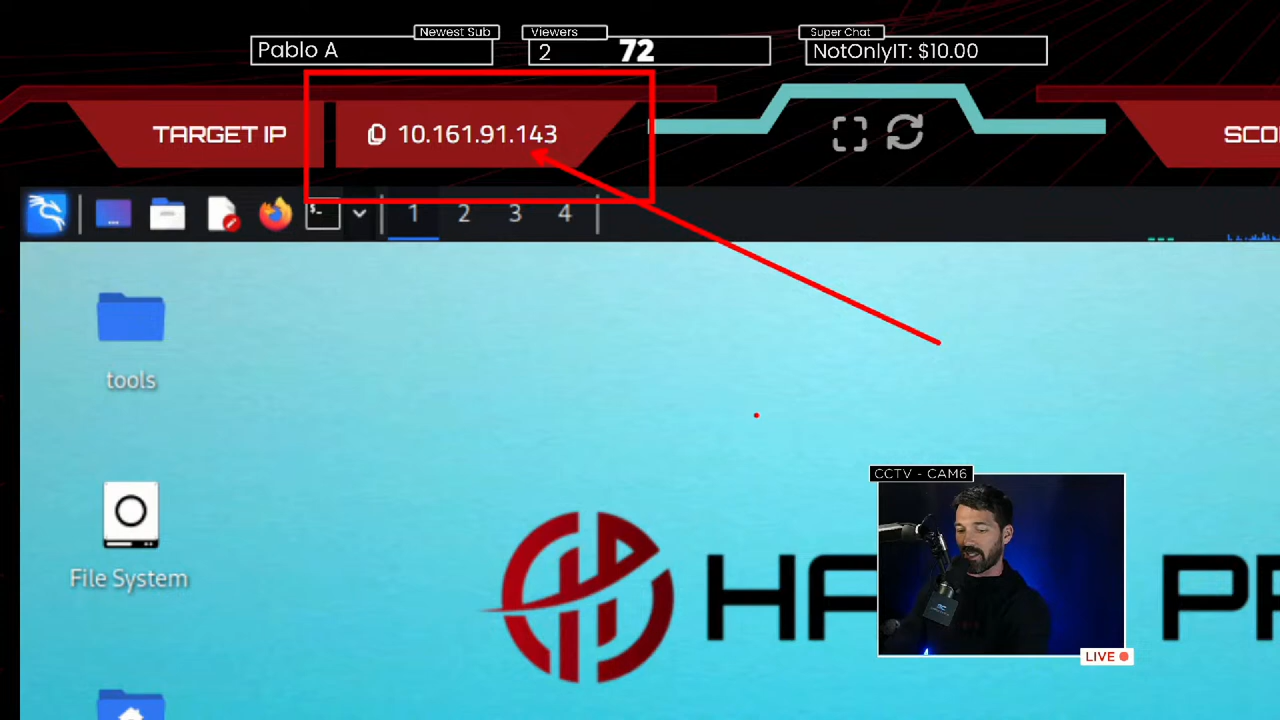 Newest Sub
Pablo A
Viewers
2
72
Super Chat
NotOnlyIT: $10.00
TARGET IP
10.161.91.143
SCO
1 2 3 4
tools
File System
CCTV - CAM6
LIVE